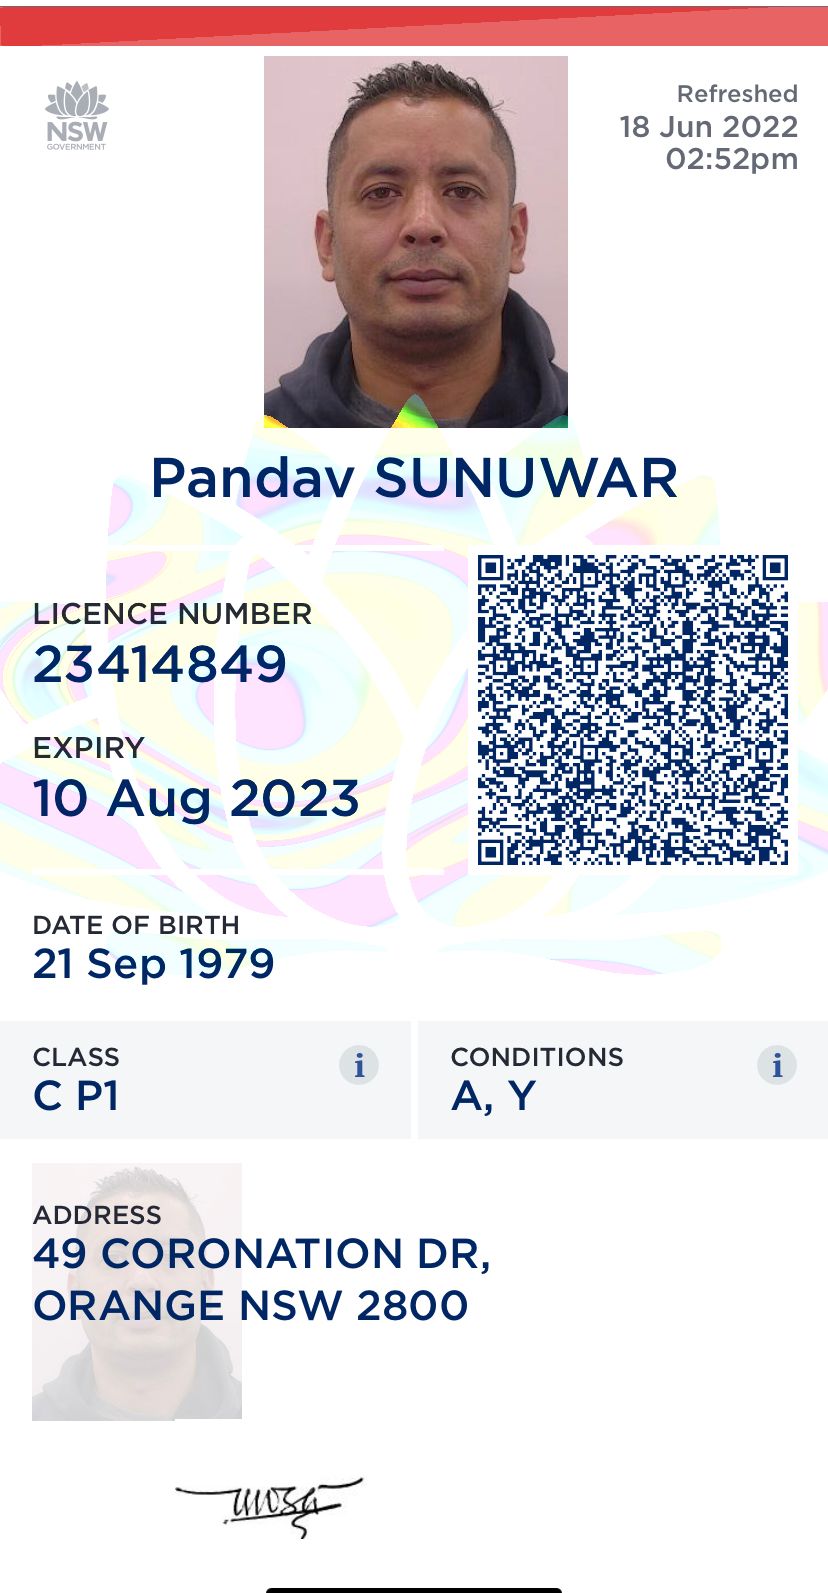 NSW
GOVERNMENT
Refreshed
18 Jun 2022
02:52pm
Pandav SUNUWAR
LICENCE NUMBER
23414849
EXPIRY
10 Aug 2023
DATE OF BIRTH
21 Sep 1979
CLASS
i
C P1
CONDITIONS
i
A, Y
ADDRESS
49 CORONATION DR,
ORANGE NSW 2800